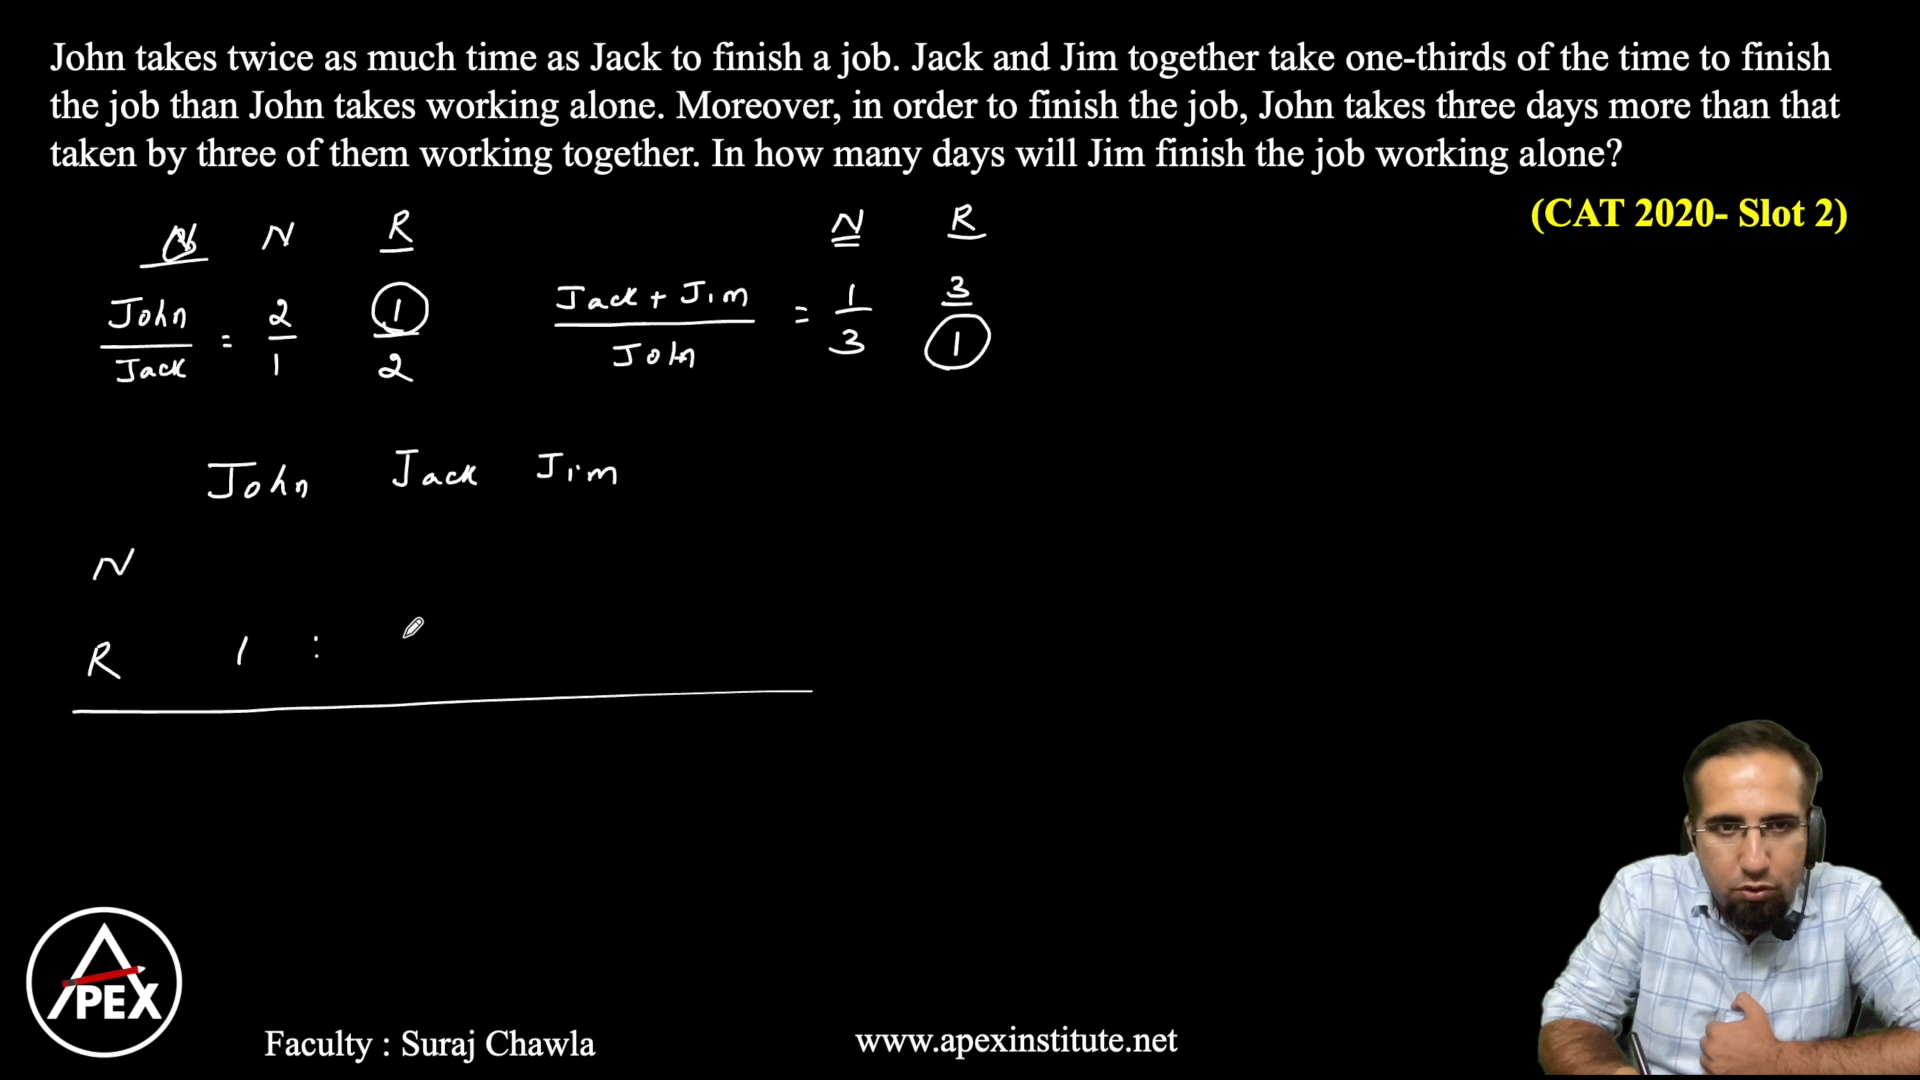 John takes twice as much time as Jack to finish a job. Jack and Jim together take one-thirds of the time to finish
the job than John takes working alone. Moreover, in order to finish the job, John takes three days more than that
taken by three of them working together. In how many days will Jim finish the job working alone?
(CAT 2020- Slot 2)
N R N R
John / Jack = 2/1 1/2
Jack + Jim / John = 1/3 3/1
John Jack Jim
N
R 1 :
APEX
Faculty : Suraj Chawla
www.apexinstitute.net